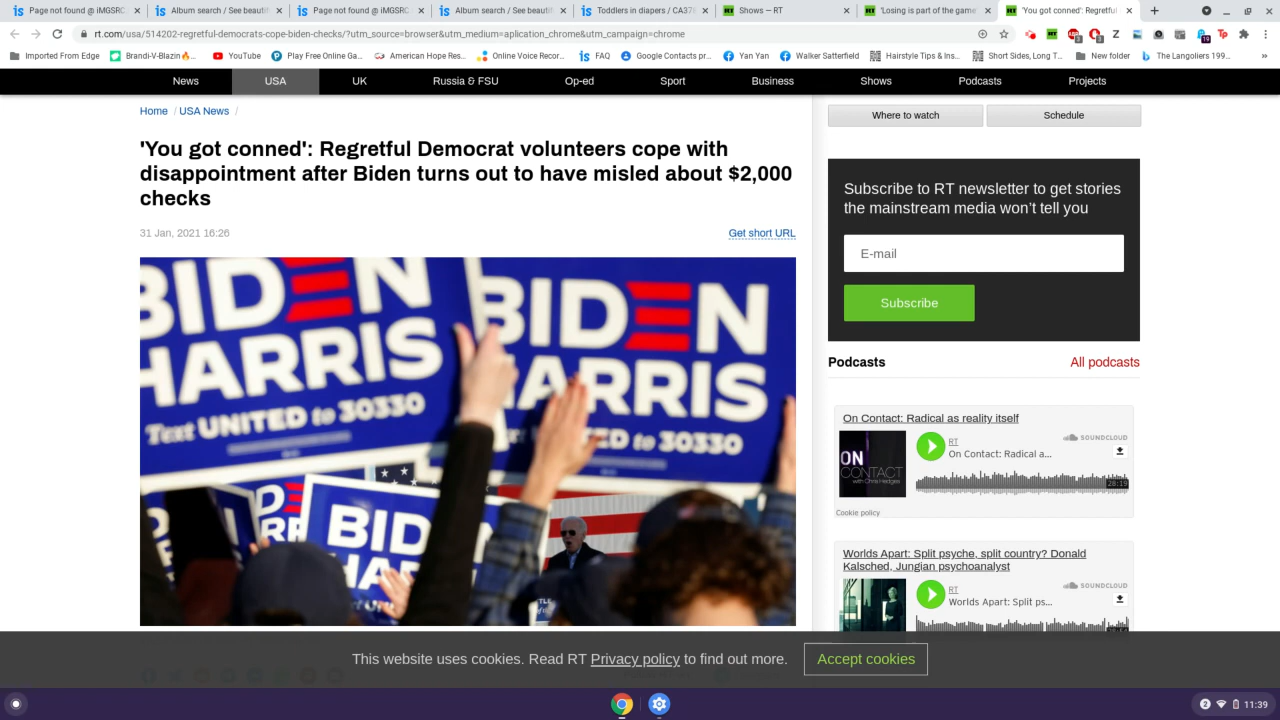 Page not found @ iMGSRC
Album search / See beautif
Page not found @ iMGSRC
Album search / See beautif
Toddlers in diapers / CA37
Shows — RT
'Losing is part of the game'
'You got conned': Regretful
rt.com/usa/514202-regretful-democrats-cope-biden-checks/?utm_source=browser&utm_medium=aplication_chrome&utm_campaign=chrome
Imported From Edge
Brandi-V-Blazin
YouTube
Play Free Online Ga...
American Hope Res...
Online Voice Recor...
FAQ
Google Contacts pr...
Yan Yan
Walker Satterfield
Hairstyle Tips & Ins...
Short Sides, Long T...
New folder
The Langoliers 199...
News
USA
UK
Russia & FSU
Op-ed
Sport
Business
Shows
Podcasts
Projects
Home / USA News /
'You got conned': Regretful Democrat volunteers cope with
disappointment after Biden turns out to have misled about $2,000
checks
31 Jan, 2021 16:26
Get short URL
BIDEN
HARRIS
Text UNITED to 30330
BIDEN
HARRIS
ED to 30330
BID
Where to watch
Schedule
Subscribe to RT newsletter to get stories
the mainstream media won't tell you
E-mail
Subscribe
Podcasts
All podcasts
On Contact: Radical as reality itself
SOUNDCLOUD
RT
On Contact: Radical a...
ON
CONTACT
with Chris Hedges
28:19
Cookie policy
Worlds Apart: Split psyche, split country? Donald
Kalsched, Jungian psychoanalyst
SOUNDCLOUD
RT
Worlds Apart: Split ps...
This website uses cookies. Read RT Privacy policy to find out more.
Accept cookies
2
11:39